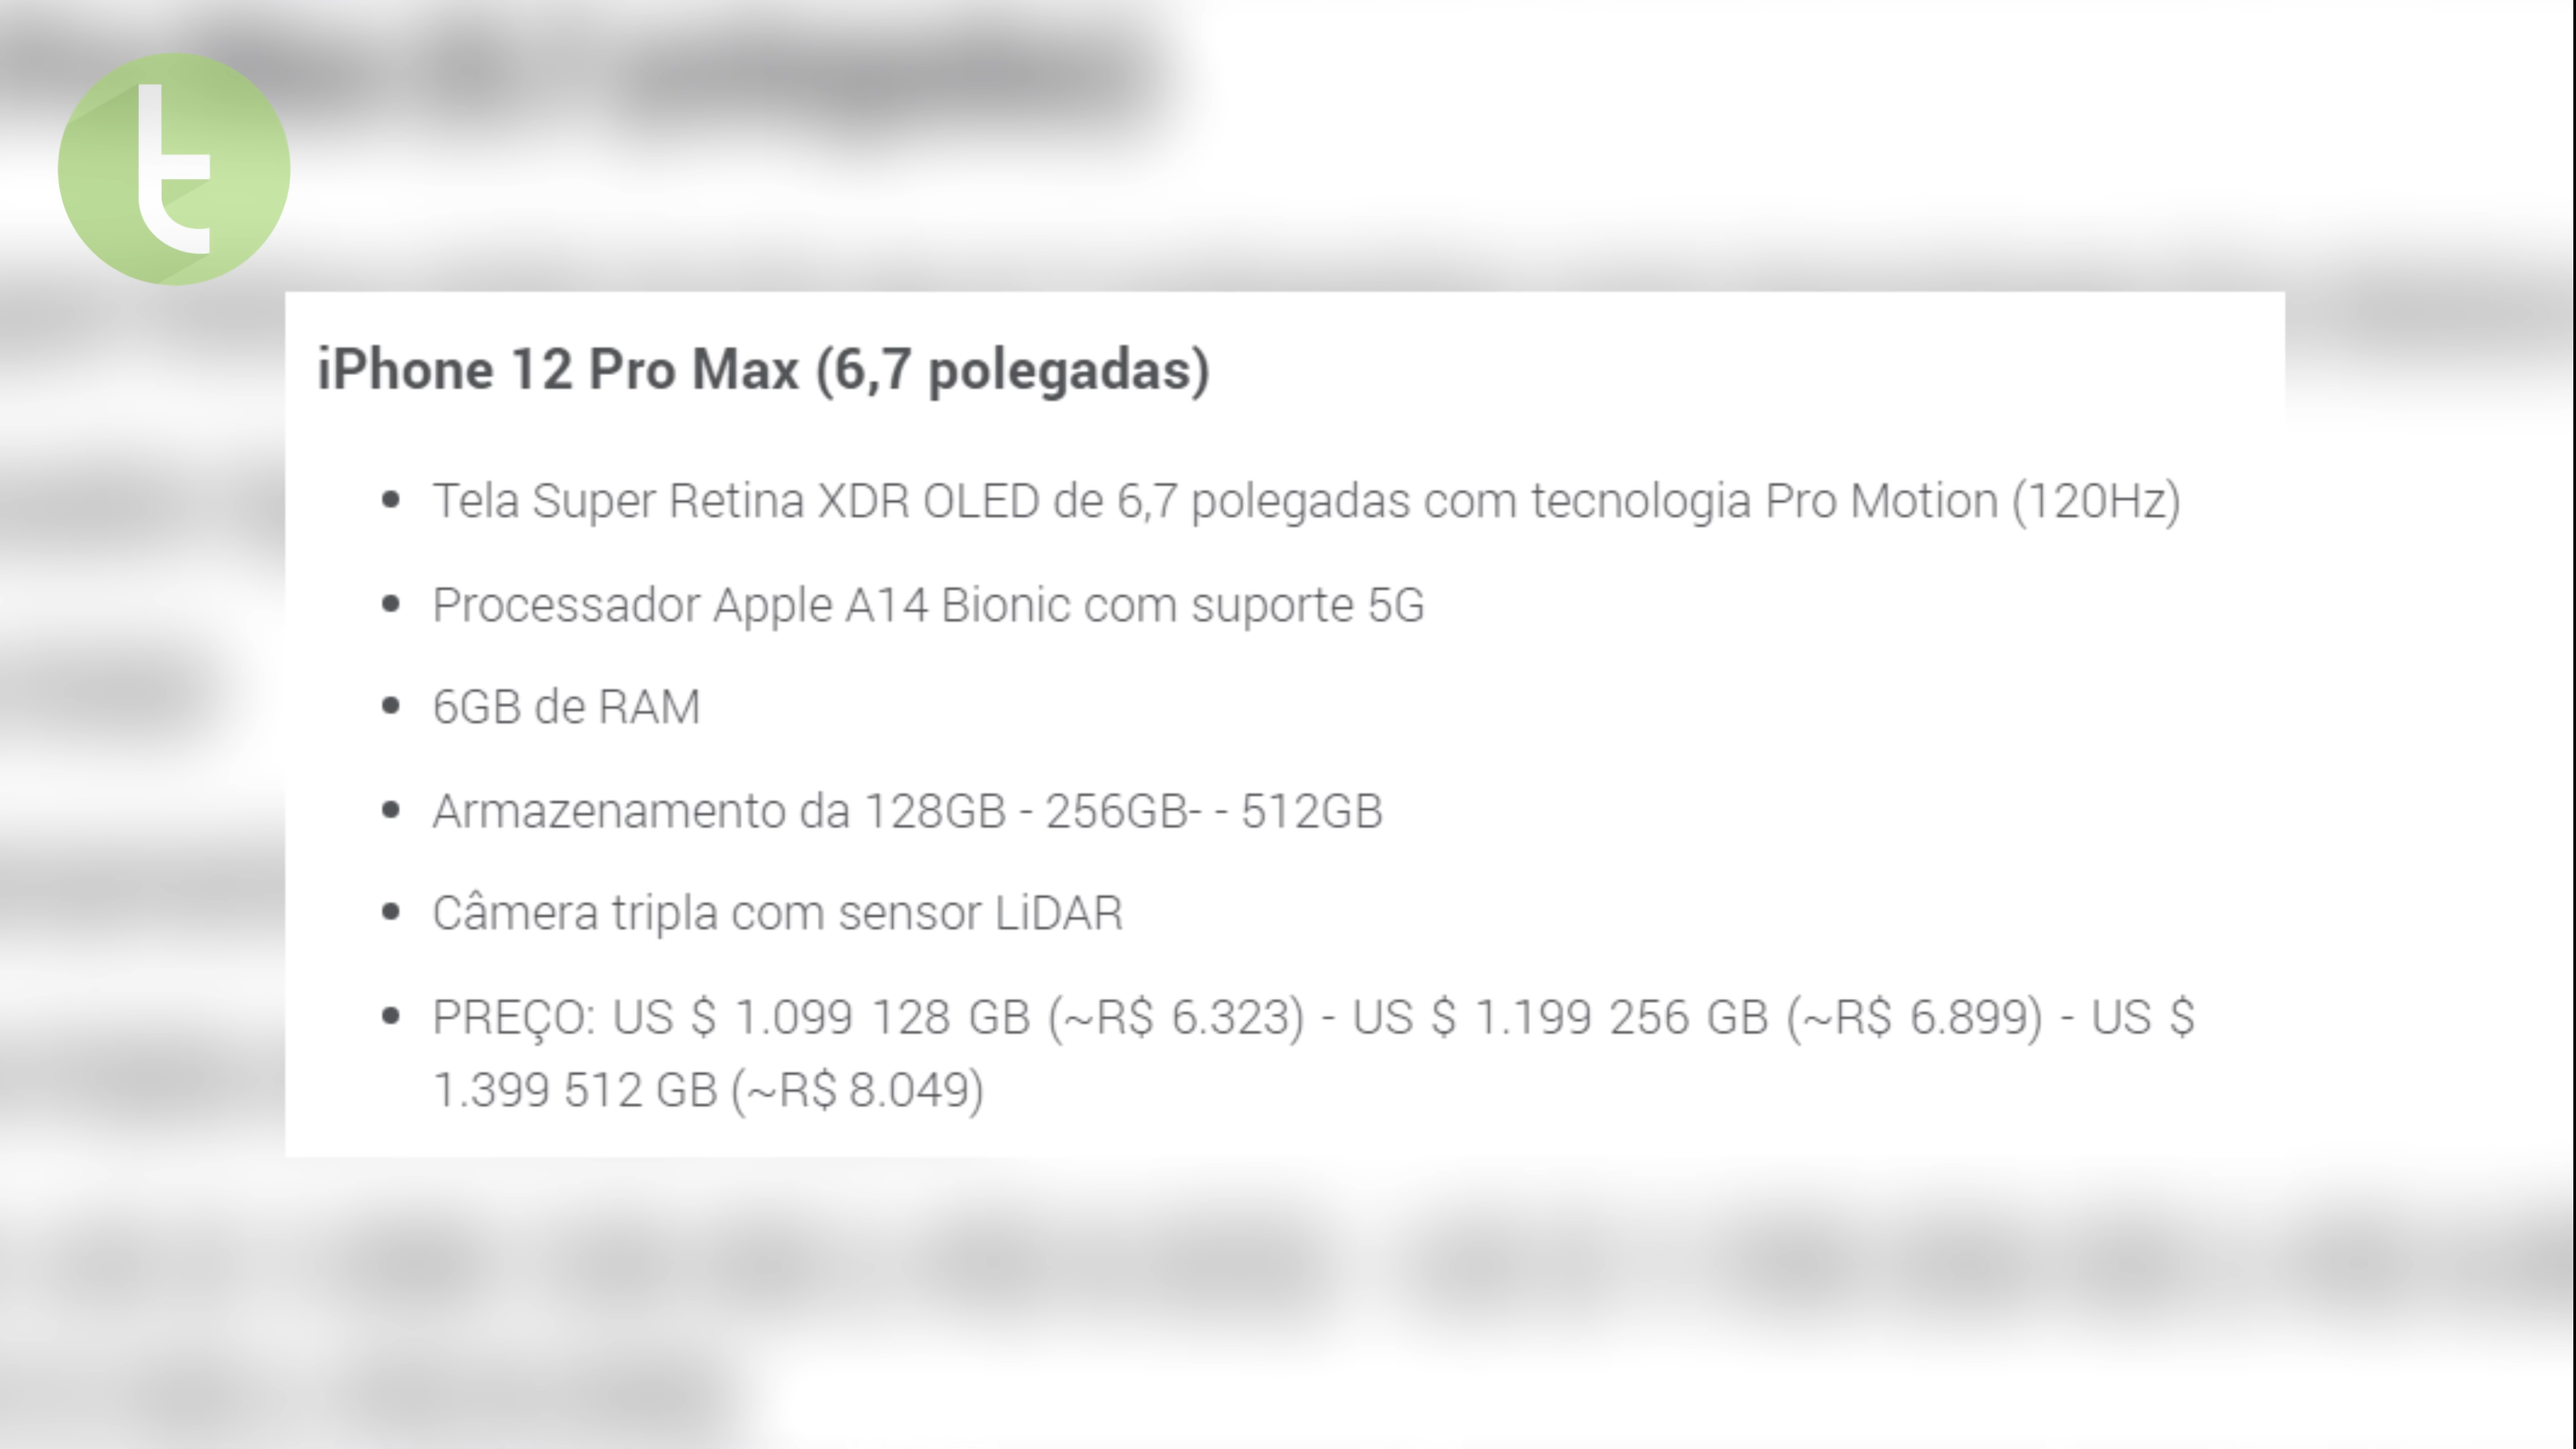 t
iPhone 12 Pro Max (6,7 polegadas)
Tela Super Retina XDR OLED de 6,7 polegadas com tecnologia Pro Motion (120Hz)
Processador Apple A14 Bionic com suporte 5G
6GB de RAM
Armazenamento da 128GB - 256GB- - 512GB
Câmera tripla com sensor LiDAR
PREÇO: US $ 1.099 128 GB (~R$ 6.323) - US $ 1.199 256 GB (~R$ 6.899) - US $
1.399 512 GB (~R$ 8.049)